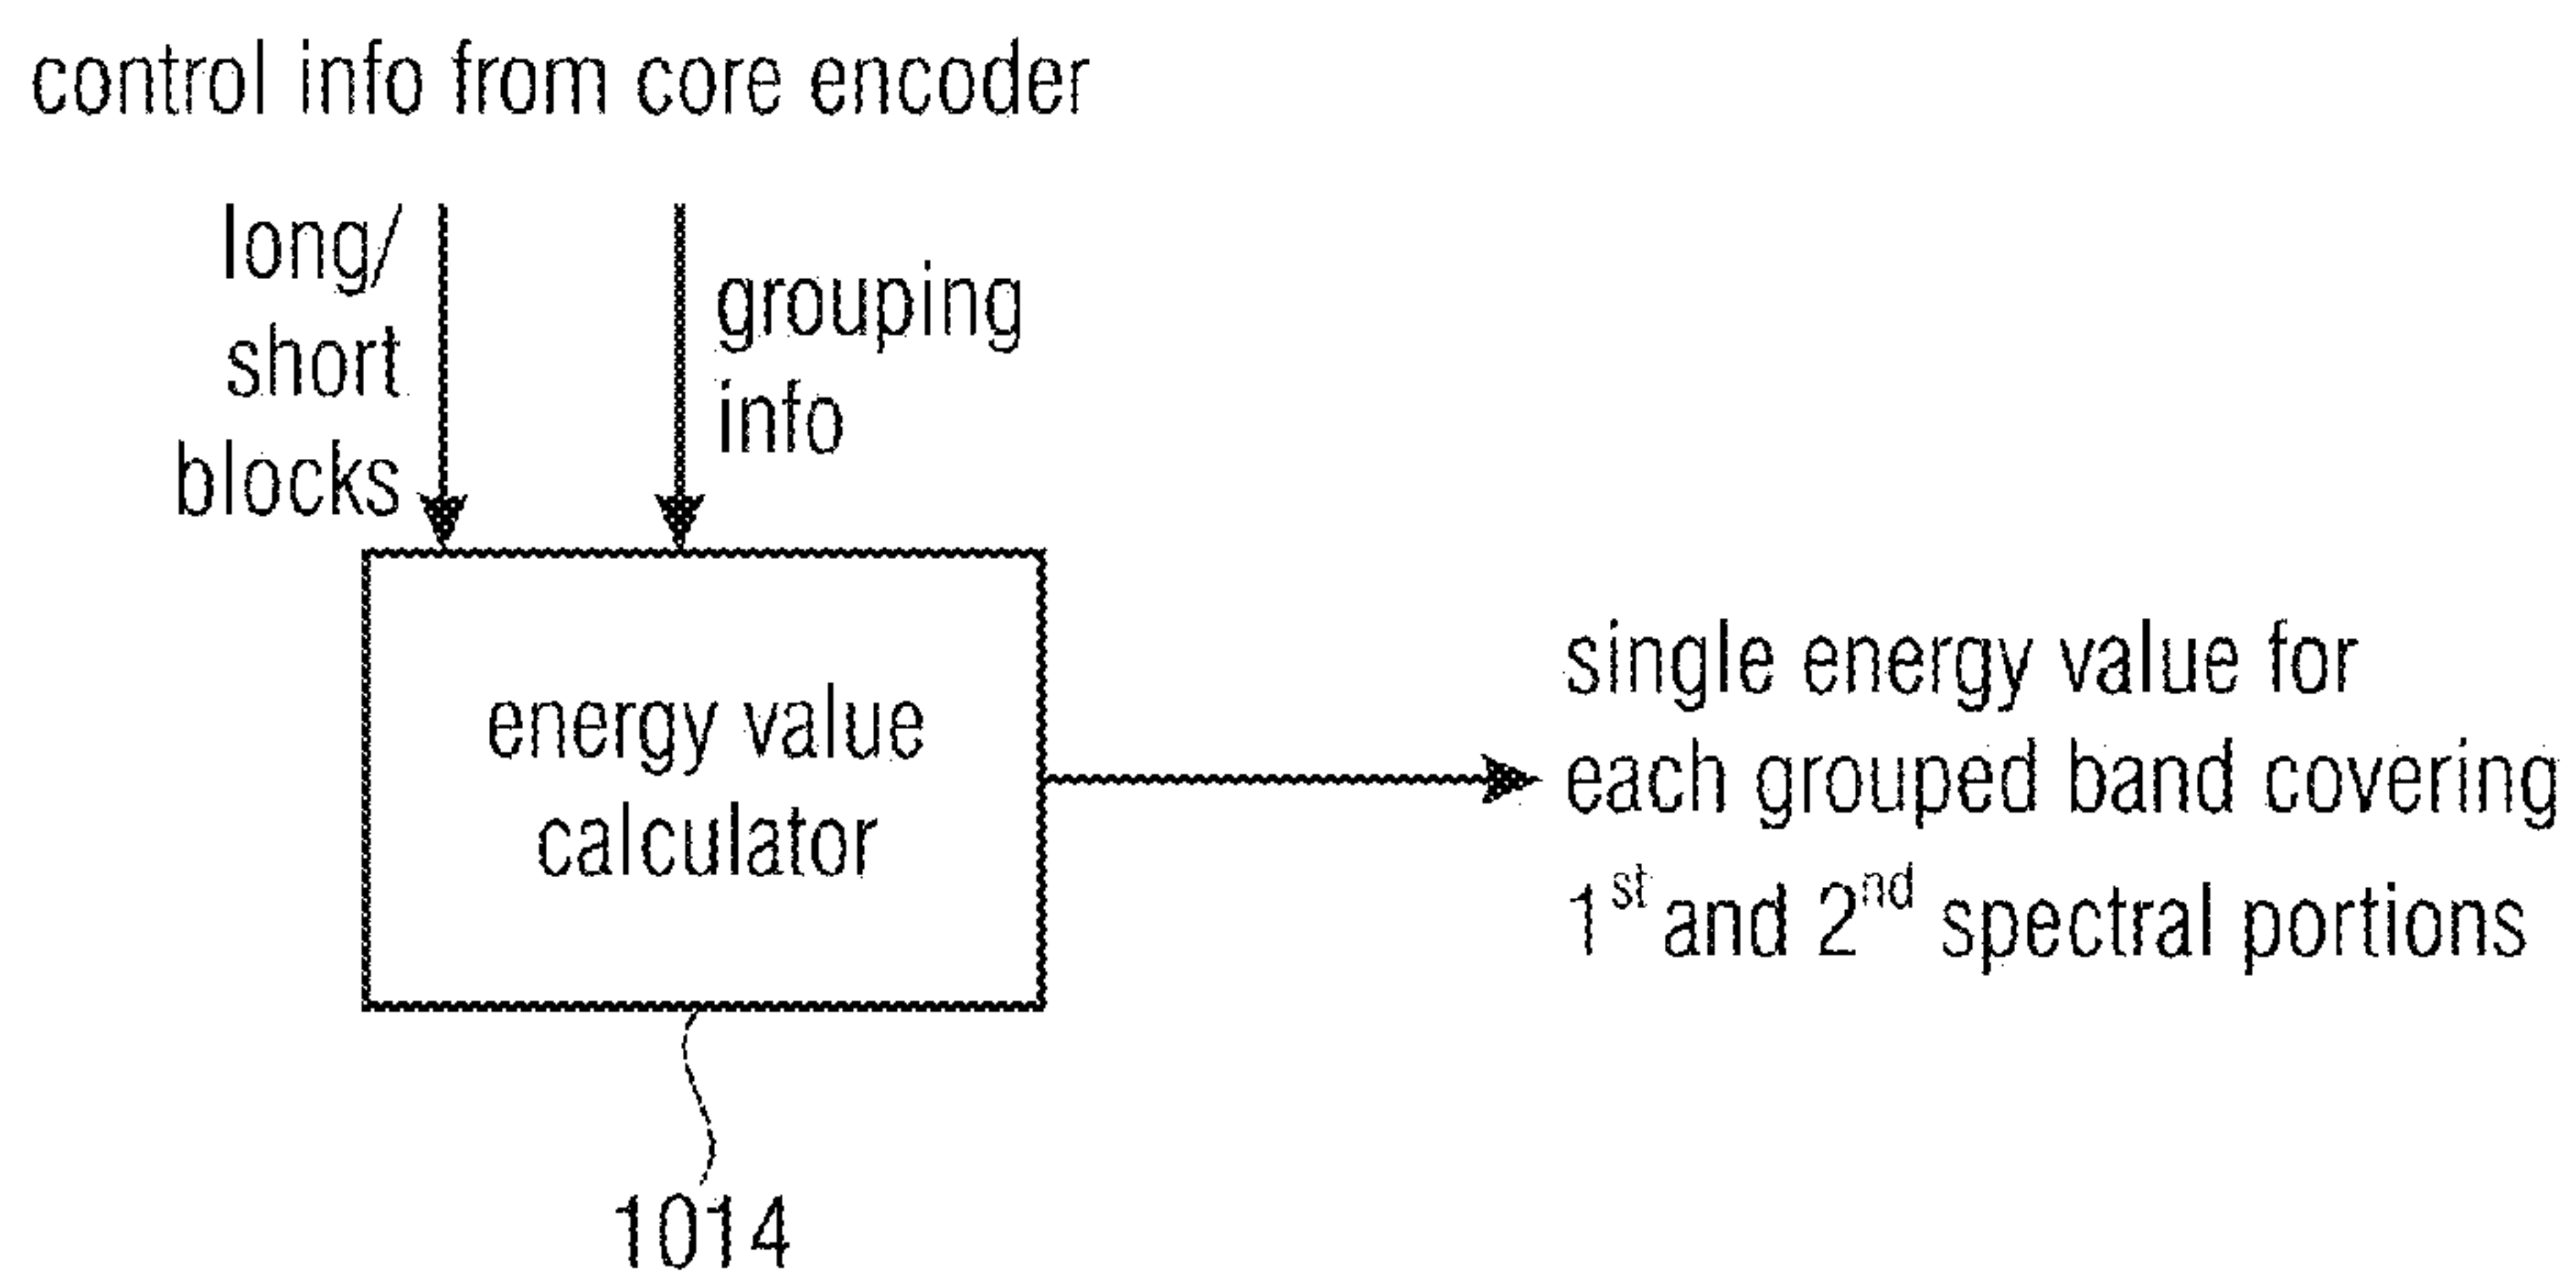 control info from core encoder
long/
short
blocks
grouping
info
energy value
calculator
single energy value for
each grouped band covering
1st and 2nd spectral portions
1014